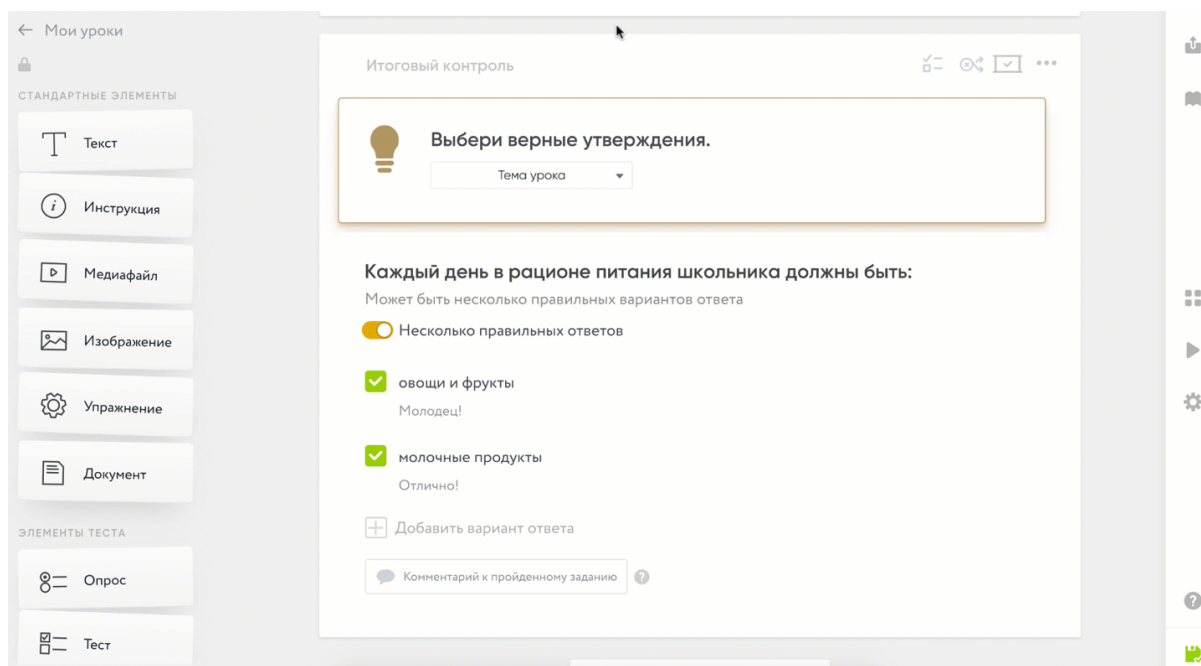 Мои уроки
СТАНДАРТНЫЕ ЭЛЕМЕНТЫ
Текст
Инструкция
Медиафайл
Изображение
Упражнение
Документ
ЭЛЕМЕНТЫ ТЕСТА
Опрос
Тест
Итоговый контроль
Выбери верные утверждения.
Тема урока
Каждый день в рационе питания школьника должны быть:
Может быть несколько правильных вариантов ответа
Несколько правильных ответов
овощи и фрукты
Молодец!
молочные продукты
Отлично!
Добавить вариант ответа
Комментарий к пройденному заданию